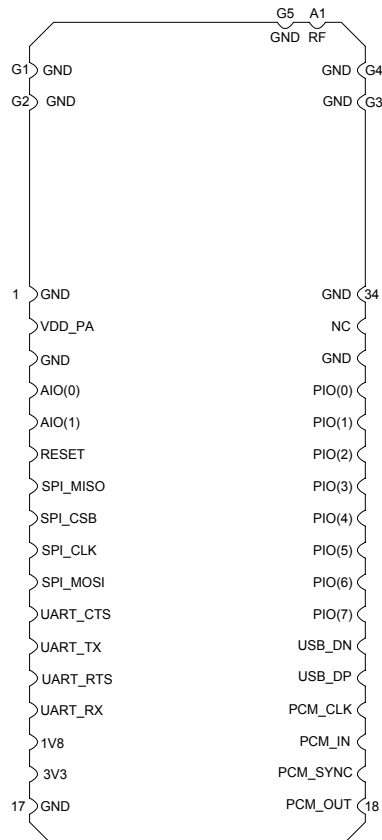 G5 A1
GND RF
G1 GND GND G4
G2 GND GND G3
1 GND GND 34
VDD_PA NC
GND GND
AIO(0) PIO(0)
AIO(1) PIO(1)
RESET PIO(2)
SPI_MISO PIO(3)
SPI_CSB PIO(4)
SPI_CLK PIO(5)
SPI_MOSI PIO(6)
UART_CTS PIO(7)
UART_TX USB_DN
UART_RTS USB_DP
UART_RX PCM_CLK
1V8 PCM_IN
3V3 PCM_SYNC
17 GND PCM_OUT 18